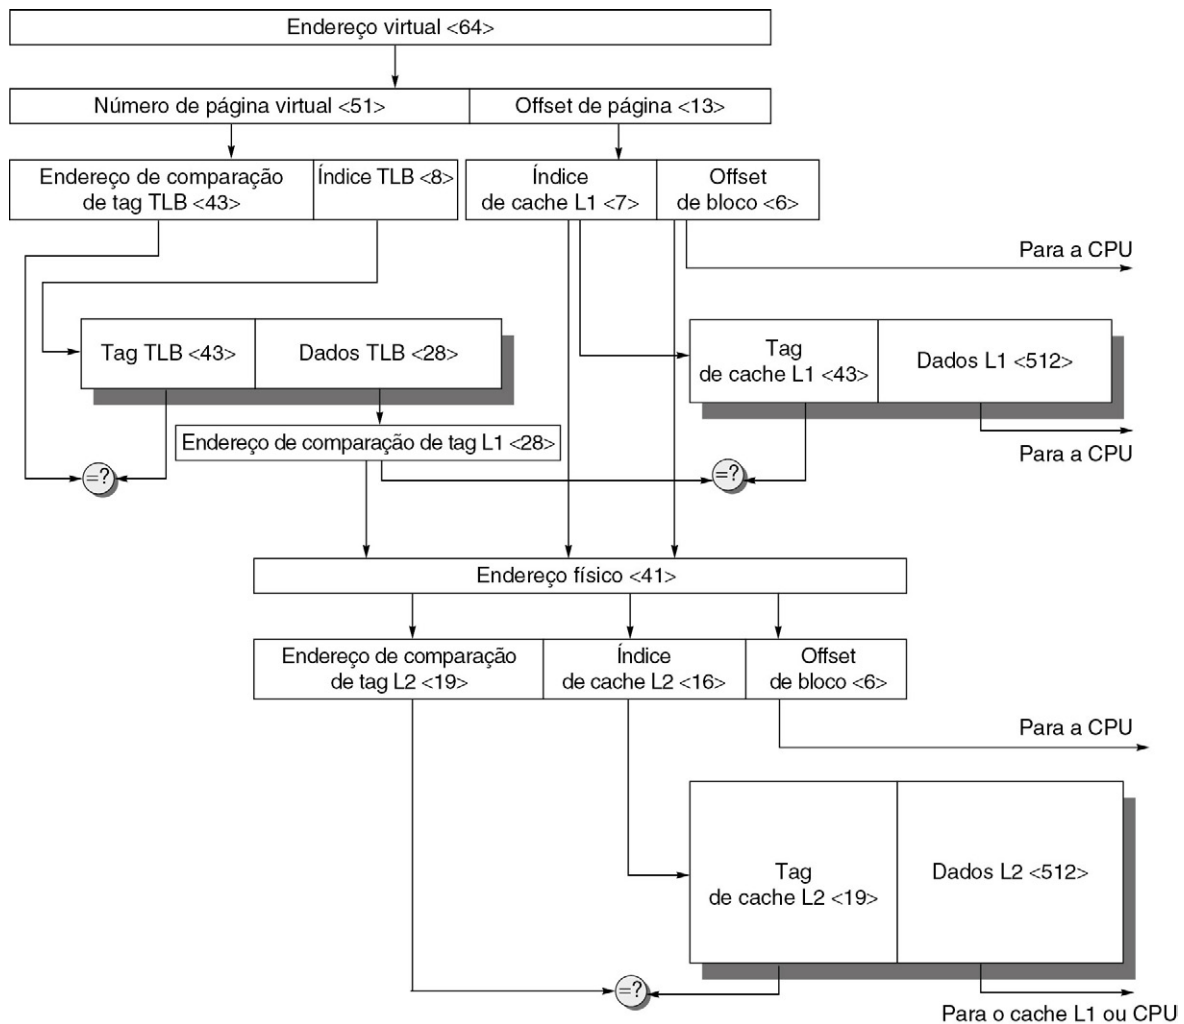 Endereço virtual <64>
Número de página virtual <51>
Offset de página <13>
Endereço de comparação
de tag TLB <43>
Índice TLB <8>
Índice
de cache L1 <7>
Offset
de bloco <6>
Para a CPU
Tag TLB <43>
Dados TLB <28>
Tag
de cache L1 <43>
Dados L1 <512>
Endereço de comparação de tag L1 <28>
Para a CPU
=?
=?
Endereço físico <41>
Endereço de comparação
de tag L2 <19>
Índice
de cache L2 <16>
Offset
de bloco <6>
Para a CPU
Tag
de cache L2 <19>
Dados L2 <512>
=?
Para o cache L1 ou CPU